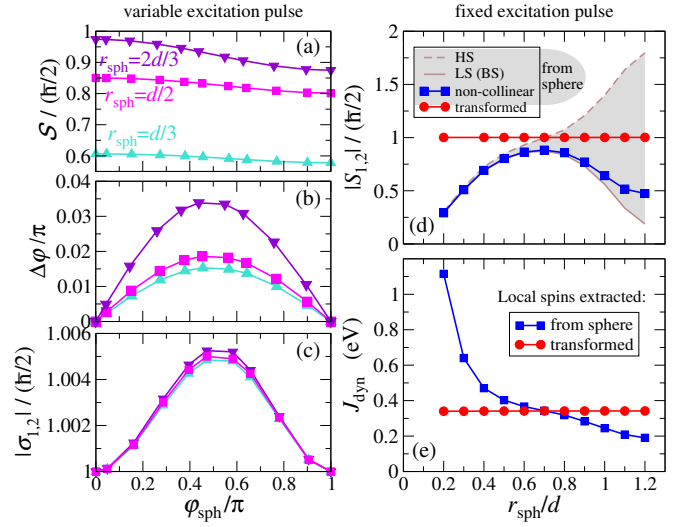 variable excitation pulse
fixed excitation pulse
𝒮 / (ħ/2)
1
0.9
0.8
0.7
0.6
(a)
r_sph=2d/3
r_sph=d/2
r_sph=d/3
Δφ/π
0.04
0.03
0.02
0.01
0
(b)
|σ_1,2| / (ħ/2)
1.006
1.004
1.002
1
(c)
0 0.2 0.4 0.6 0.8 1
φ_sph/π
|S_1,2| / (ħ/2)
2
1.5
1
0.5
0
HS
LS (BS)
non-collinear
transformed
from
sphere
(d)
J_dyn (eV)
1.2
1
0.8
0.6
0.4
0.2
0
Local spins extracted:
from sphere
transformed
(e)
0 0.2 0.4 0.6 0.8 1.0 1.2
r_sph/d